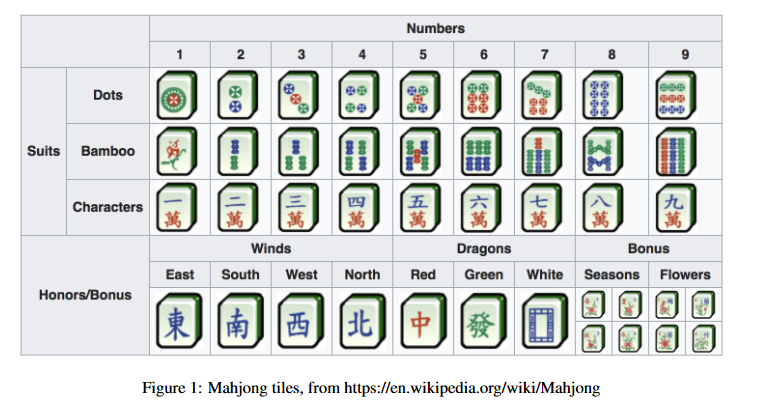 Numbers
1 2 3 4 5 6 7 8 9
Dots
Suits
Bamboo
Characters
一 二 三 四 五 六 七 八 九
萬 萬 萬 萬 萬 萬 萬 萬 萬
Winds Dragons Bonus
East South West North Red Green White Seasons Flowers
Honors/Bonus
東 南 西 北 中 發
Figure 1: Mahjong tiles, from https://en.wikipedia.org/wiki/Mahjong